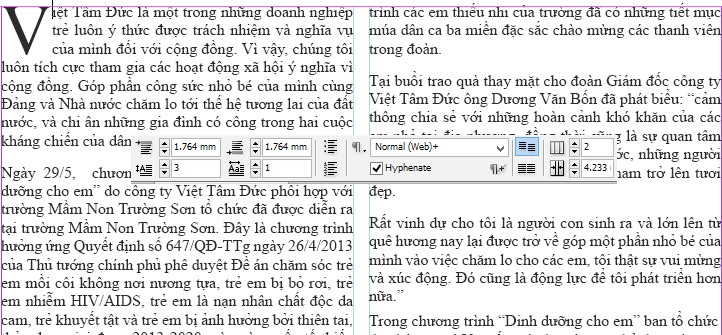 Việt Tâm Đức là một trong những doanh nghiệp
trẻ luôn ý thức được trách nhiệm và nghĩa vụ
của mình đối với cộng đồng. Vì vậy, chúng tôi
luôn tích cực tham gia các hoạt động xã hội ý nghĩa vì
cộng đồng. Góp phần công sức nhỏ bé của mình cùng
Đảng và Nhà nước chăm lo tới thế hệ tương lai của đất
nước, và chi ân những gia đình có công trong hai cuộc
kháng chiến của dân
Ngày 29/5, chươn
dưỡng cho em” do công ty Việt Tâm Đức phối hợp với
trường Mầm Non Trường Sơn tổ chức đã được diễn ra
tại trường Mầm Non Trường Sơn. Đây là chương trình
hưởng ứng Quyết định số 647/QĐ-TTg ngày 26/4/2013
của Thủ tướng chính phủ phê duyệt Đề án chăm sóc trẻ
em mồi côi không nơi nương tựa, trẻ em bị bỏ rơi, trẻ
em nhiễm HIV/AIDS, trẻ em là nạn nhân chất độc da
cam, trẻ khuyết tật và trẻ em bị ảnh hưởng bởi thiên tai,
trình các em thiếu nhi của trường đã có những tiết mục
múa dân ca ba miền đặc sắc chào mừng các thanh viên
trong đoàn.
Tại buổi trao quà thay mặt cho đoàn Giám đốc công ty
Việt Tâm Đức ông Dương Văn Bốn đã phát biểu: “cảm
thông chia sẻ với những hoàn cảnh khó khăn của các
là sự quan tâm
ớc, những người
nam trở lên tươi
đẹp.
Rất vinh dự cho tôi là người con sinh ra và lớn lên từ
quê hương nay lại được trở về góp một phần nhỏ bé của
mình vào việc chăm lo cho các em, tôi thật sự vui mừng
và xúc động. Đó cũng là động lực để tôi phát triển hơn
nữa.”
Trong chương trình “Dinh dưỡng cho em” ban tổ chức
1.764 mm 1.764 mm Normal (Web)+ 2
3 1 Hyphenate 4.233